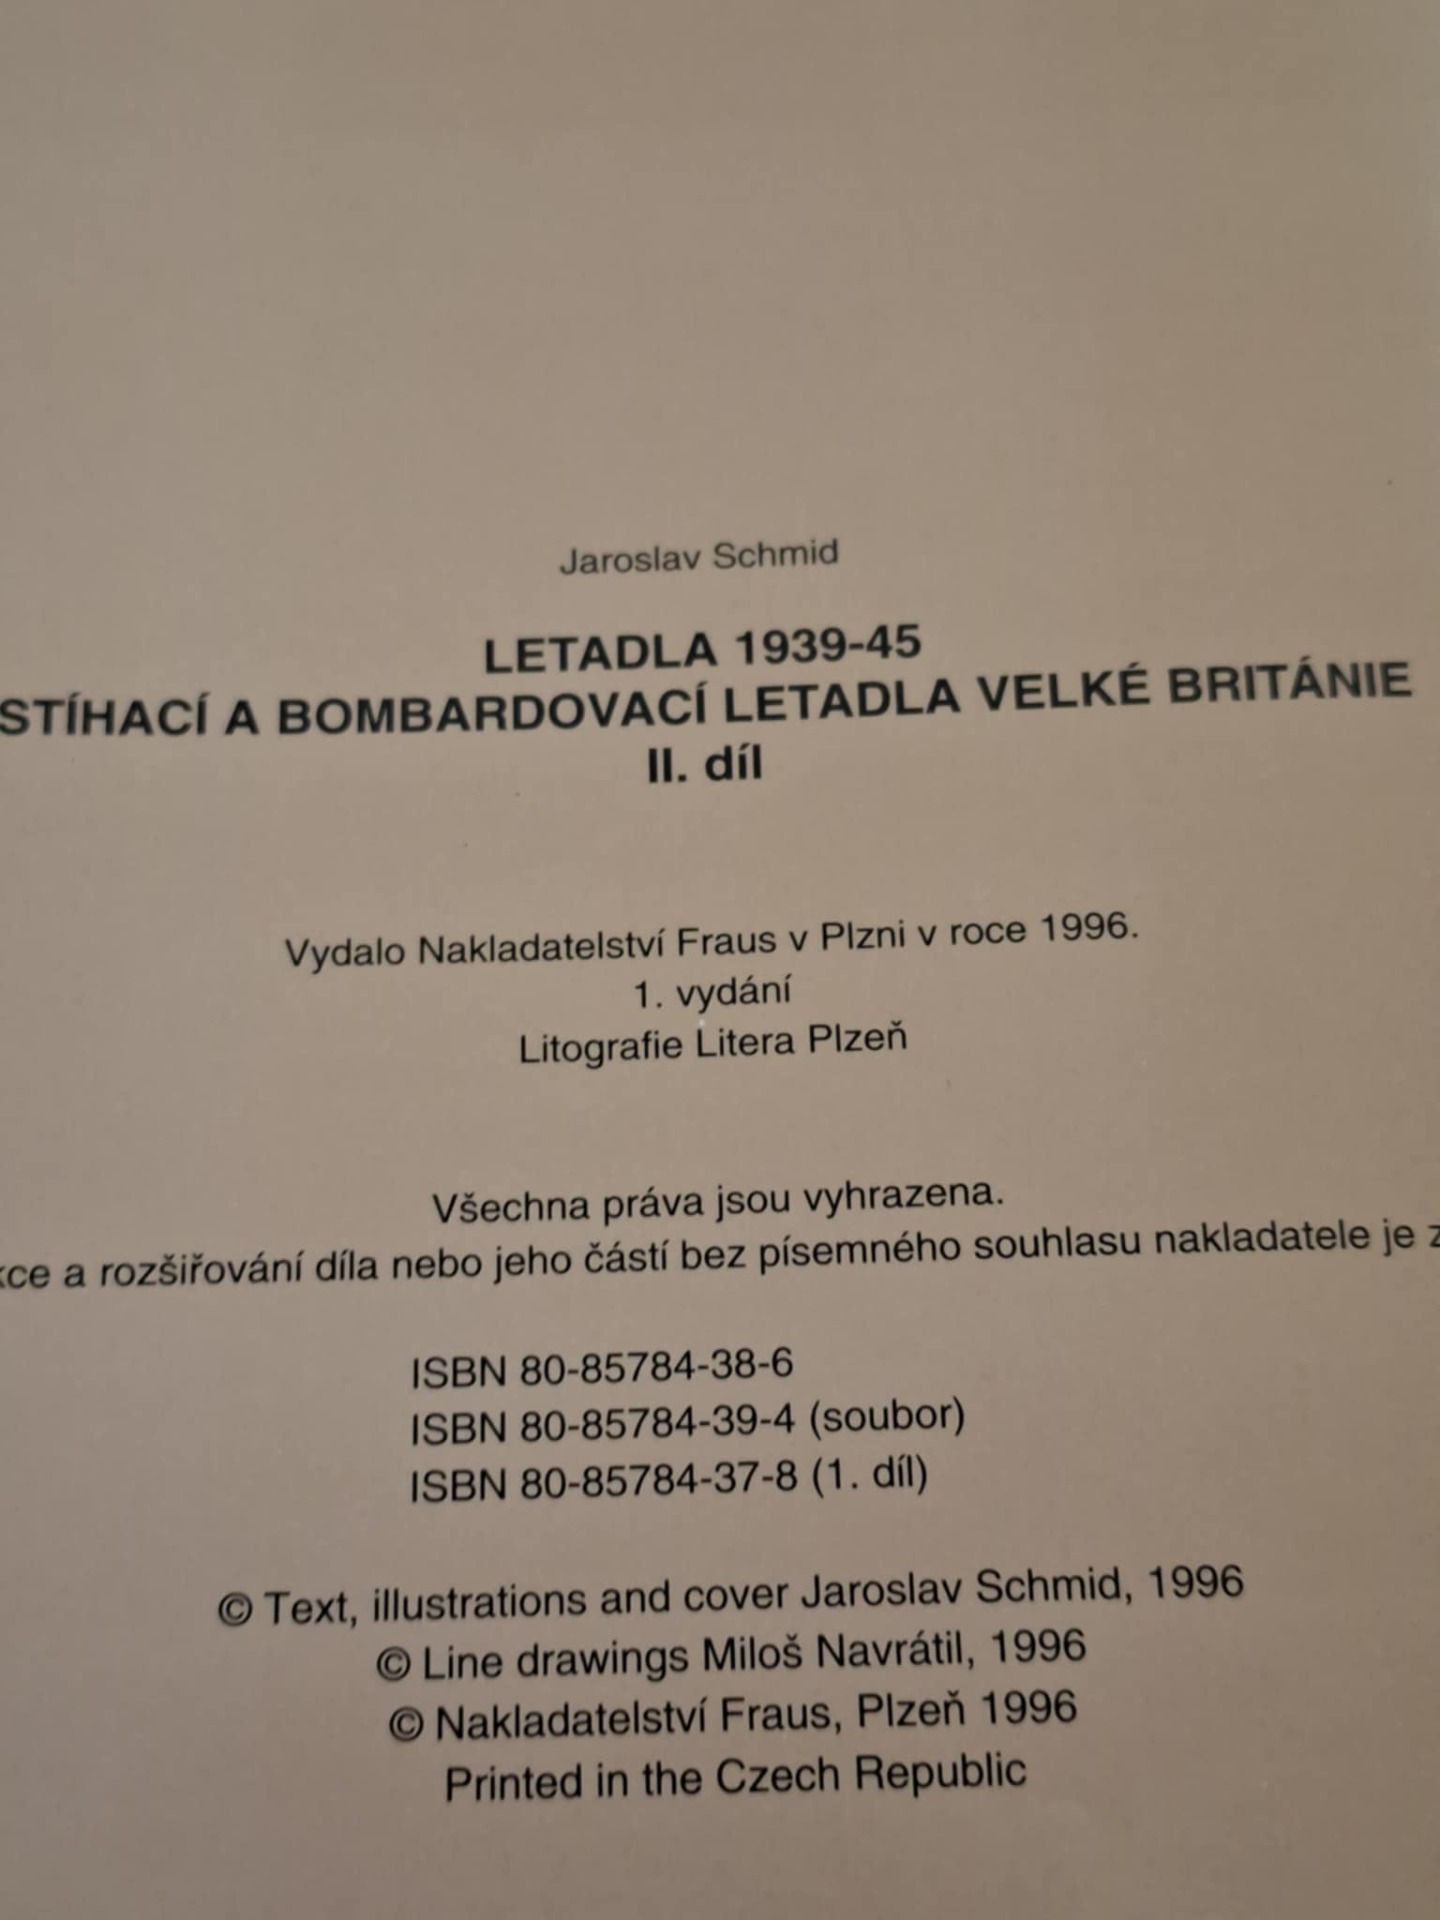 Jaroslav Schmid
LETADLA 1939-45
STÍHACÍ A BOMBARDOVACÍ LETADLA VELKÉ BRITÁNIE
II. díl
Vydalo Nakladatelství Fraus v Plzni v roce 1996.
1. vydání
Litografie Litera Plzeň
Všechna práva jsou vyhrazena.
a rozšiřování díla nebo jeho částí bez písemného souhlasu nakladatele je
ISBN 80-85784-38-6
ISBN 80-85784-39-4 (soubor)
ISBN 80-85784-37-8 (1. díl)
© Text, illustrations and cover Jaroslav Schmid, 1996
© Line drawings Miloš Navrátil, 1996
© Nakladatelství Fraus, Plzeň 1996
Printed in the Czech Republic